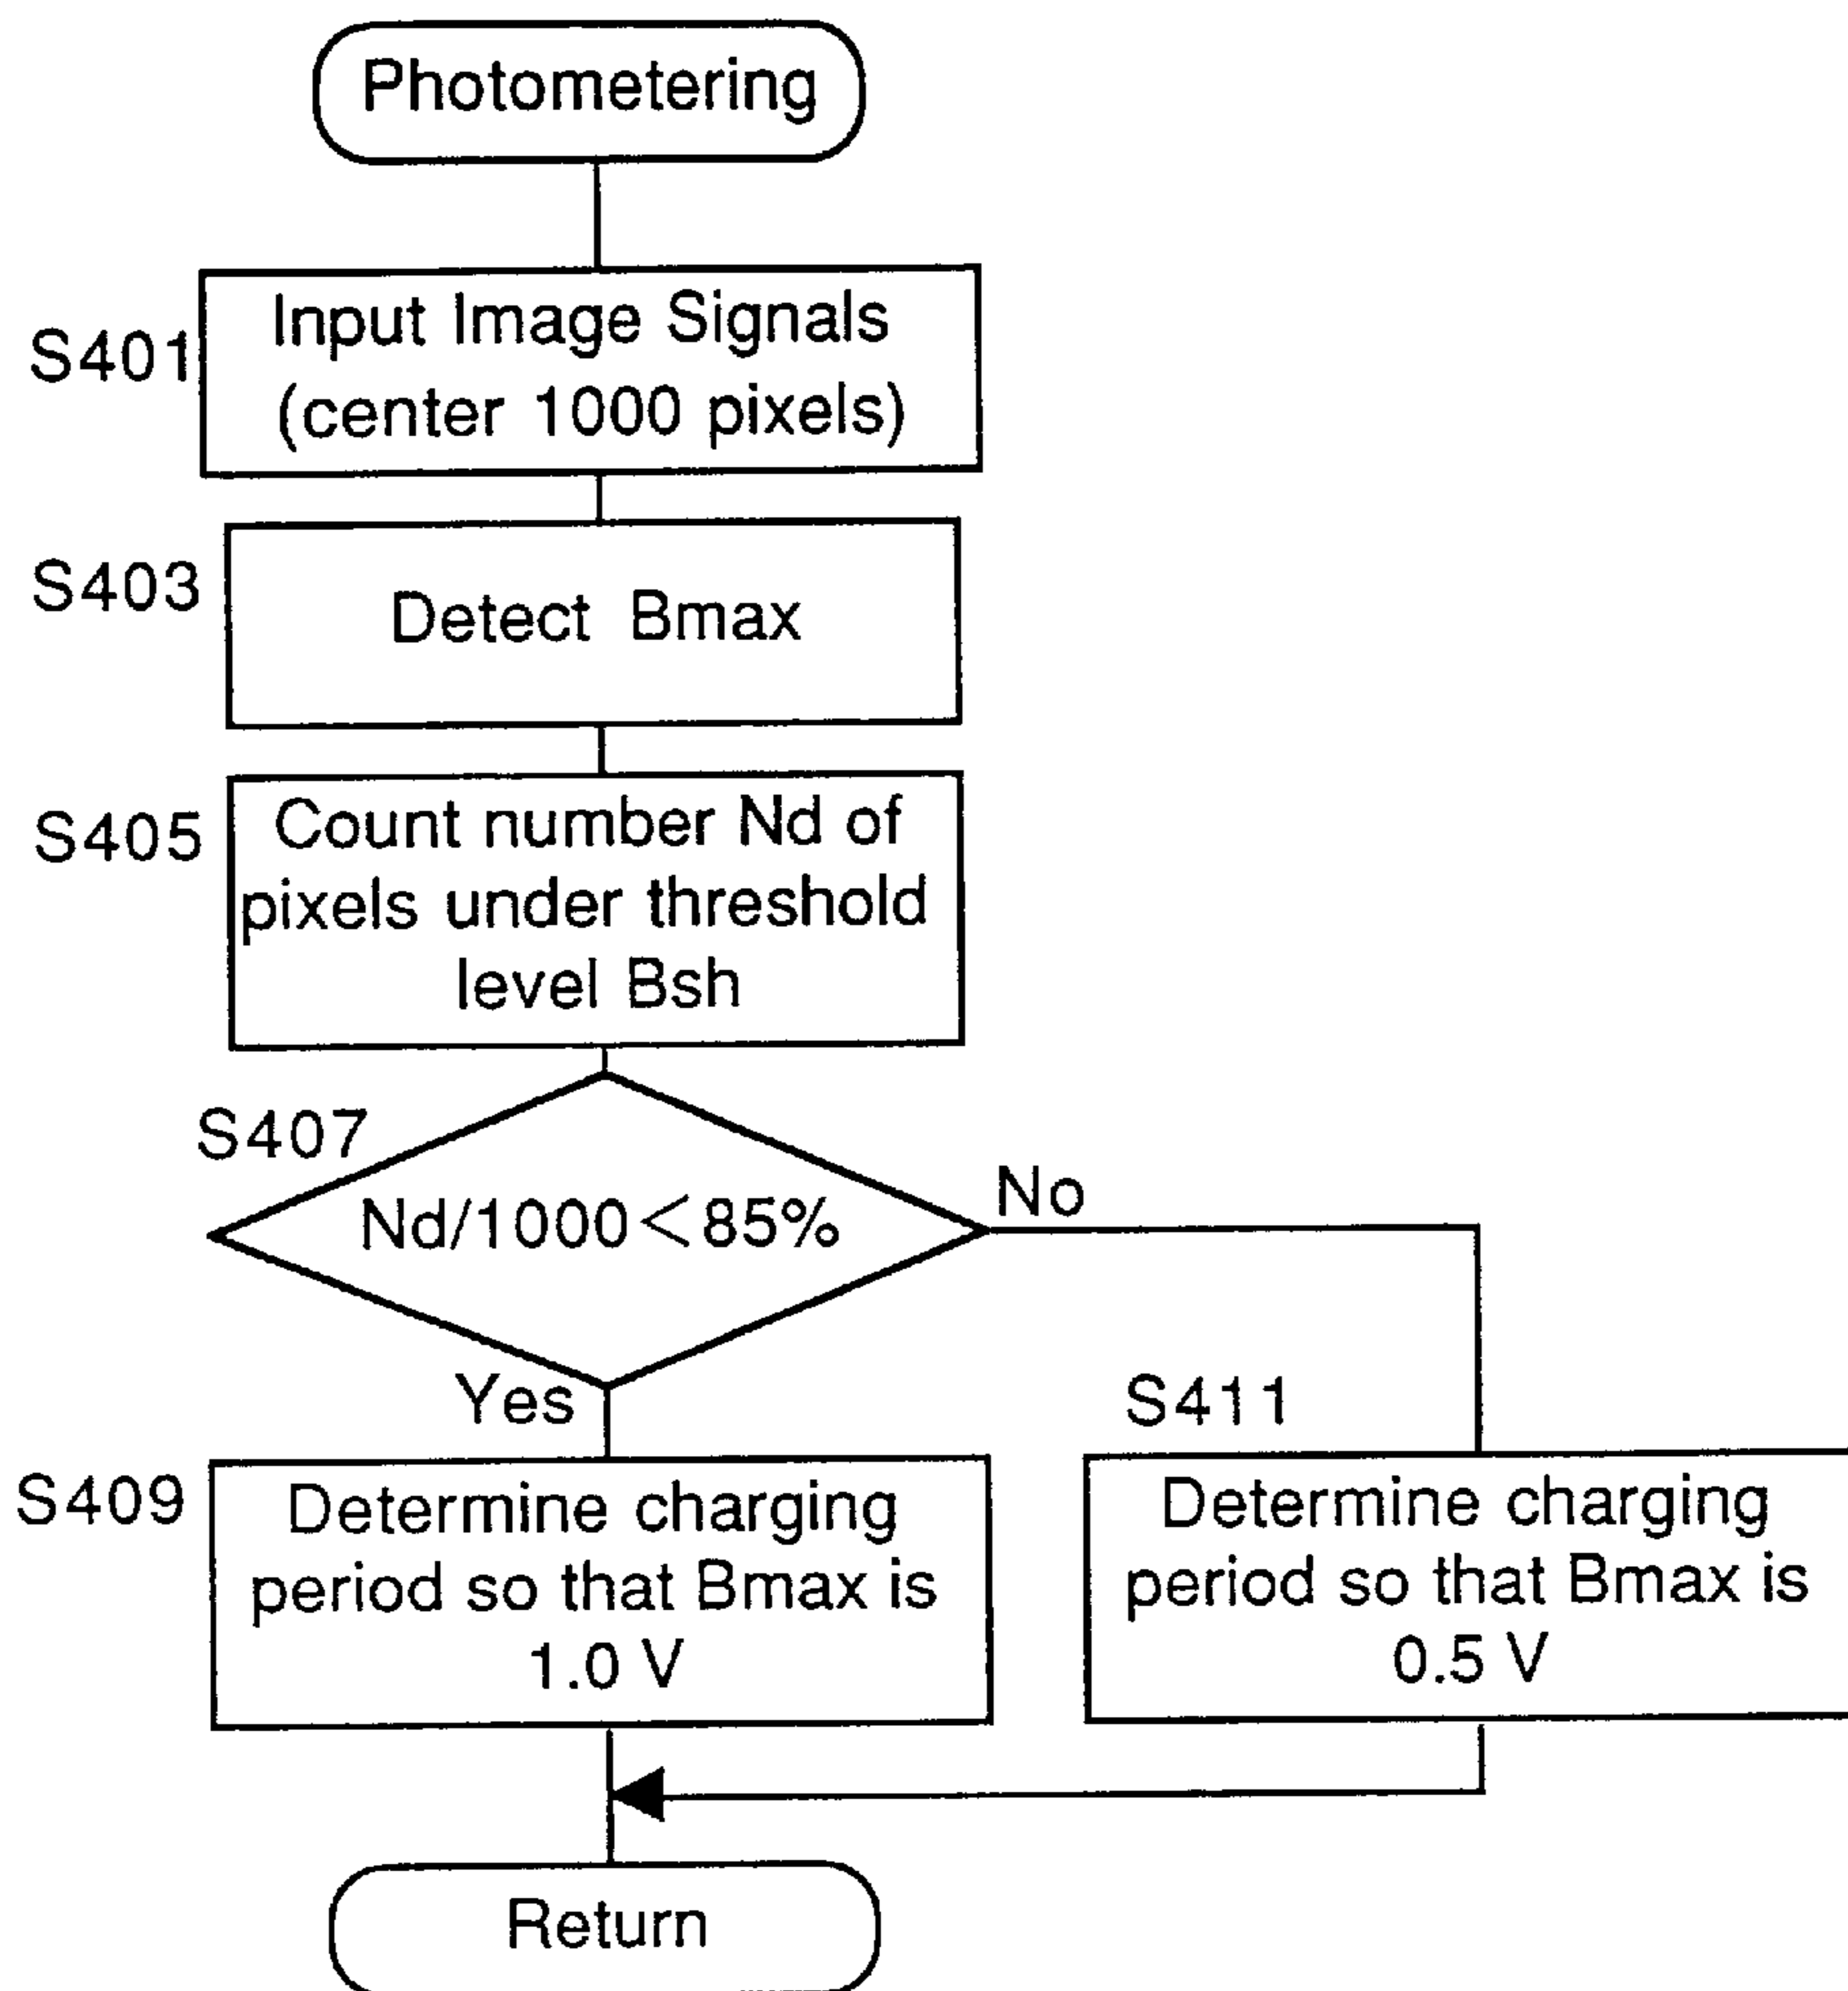 Photometering
S401
Input Image Signals
(center 1000 pixels)
S403
Detect Bmax
S405
Count number Nd of
pixels under threshold
level Bsh
S407
Nd/1000<85%
No
Yes
S409
Determine charging
period so that Bmax is
1.0 V
S411
Determine charging
period so that Bmax is
0.5 V
Return